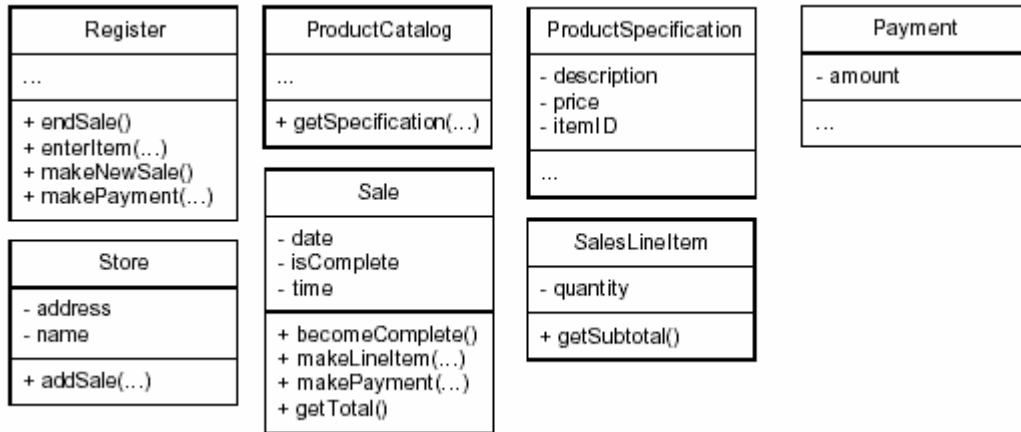 Register
...
+ endSale()
+ enterItem(...)
+ makeNewSale()
+ makePayment(...)
ProductCatalog
...
+ getSpecification(...)
ProductSpecification
- description
- price
- itemID
...
Payment
- amount
...
Store
- address
- name
+ addSale(...)
Sale
- date
- isComplete
- time
+ becomeComplete()
+ makeLineItem(...)
+ makePayment(...)
+ getTotal()
SalesLineItem
- quantity
+ getSubtotal()